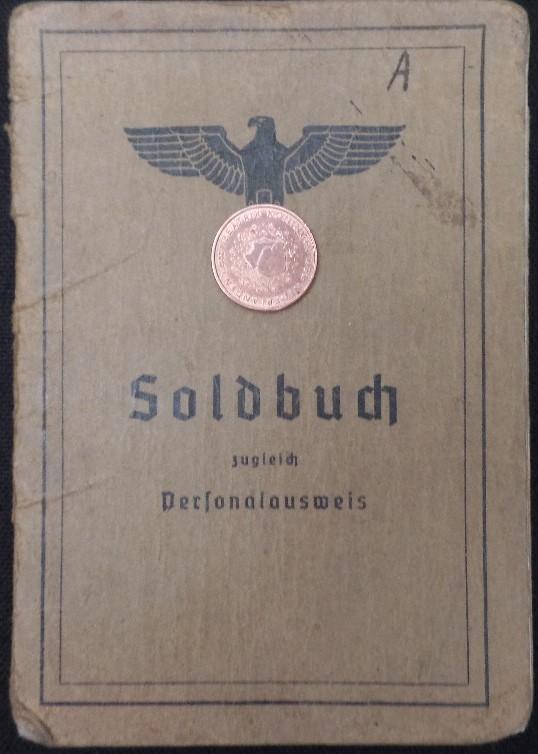 A
Soldbuch
zugleich
Personalausweis